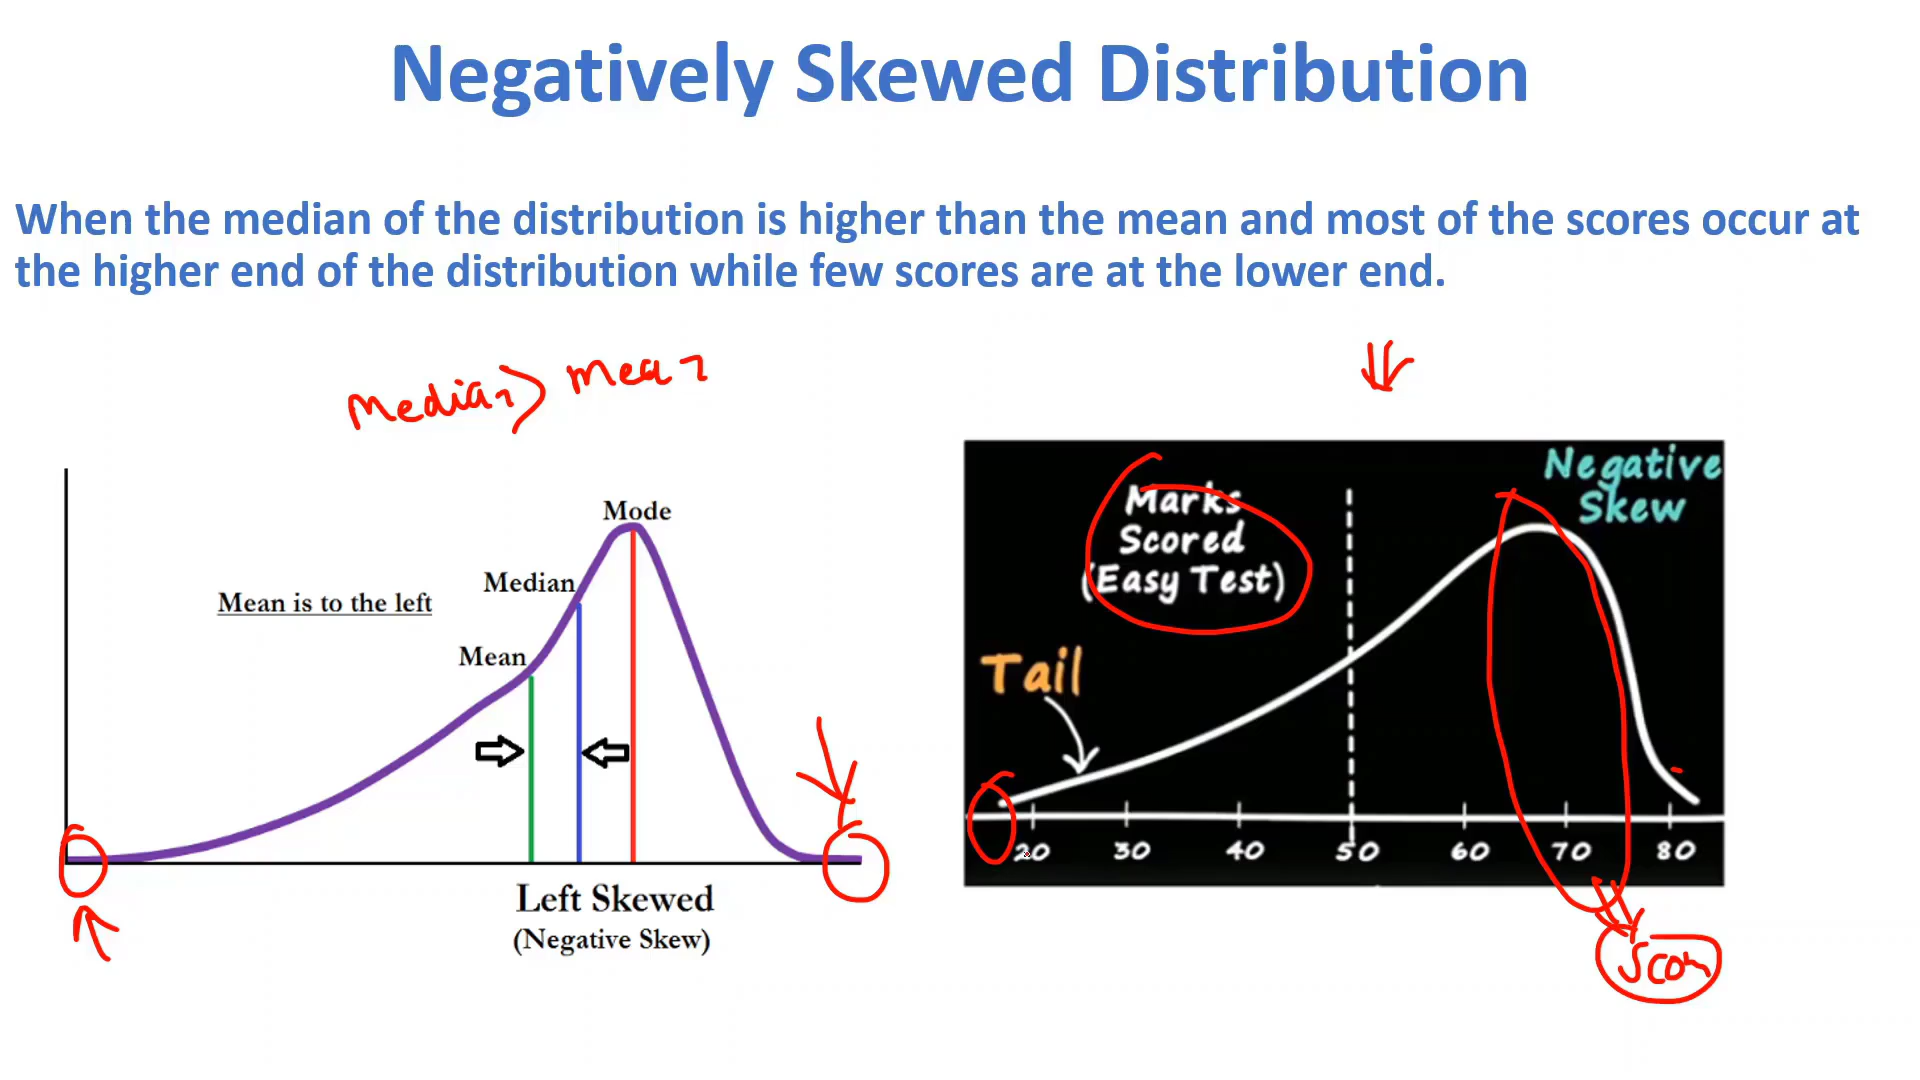 Negatively Skewed Distribution
When the median of the distribution is higher than the mean and most of the scores occur at
the higher end of the distribution while few scores are at the lower end.
Median > mean
Mode
Median
Mean is to the left
Mean
Left Skewed
(Negative Skew)
Negative
Skew
Marks
Scored
(Easy Test)
Tail
20 30 40 50 60 70 80